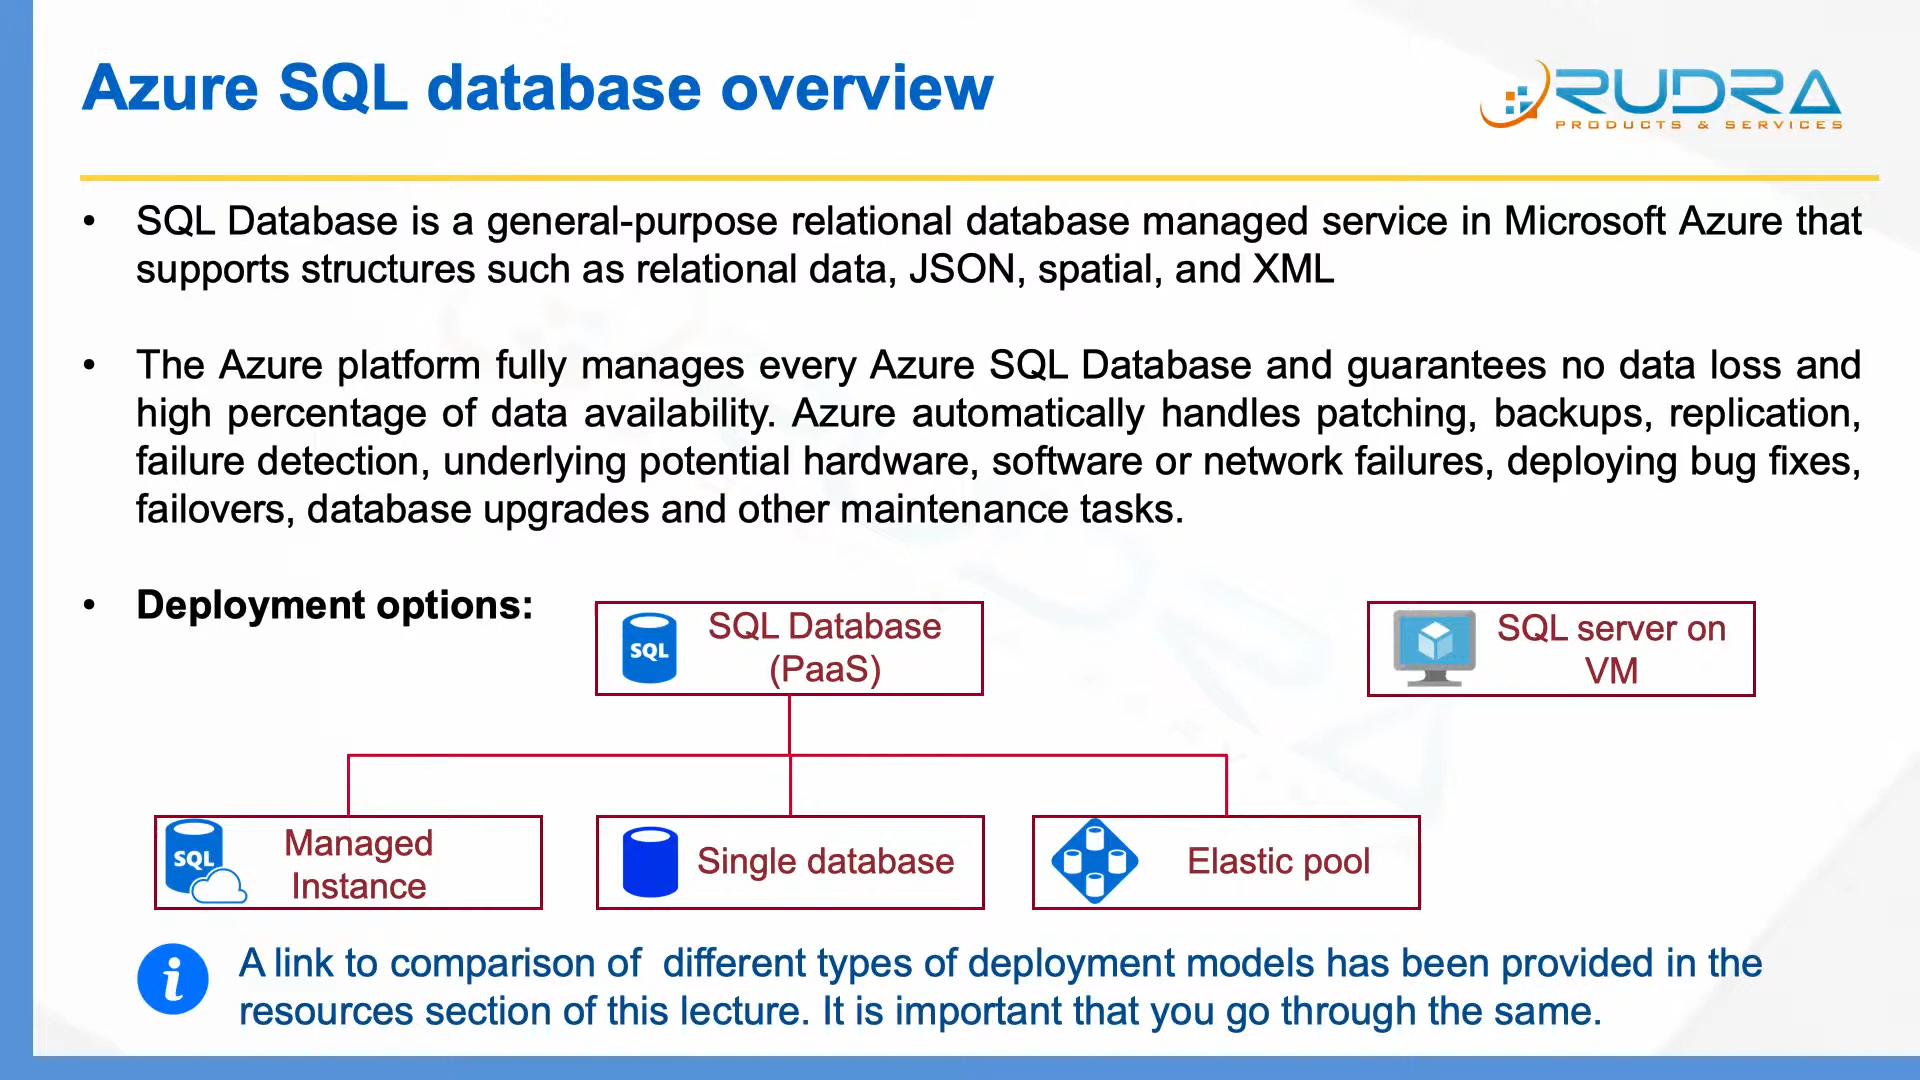 Azure SQL database overview
RUDRA
PRODUCTS & SERVICES
• SQL Database is a general-purpose relational database managed service in Microsoft Azure that
supports structures such as relational data, JSON, spatial, and XML
• The Azure platform fully manages every Azure SQL Database and guarantees no data loss and
high percentage of data availability. Azure automatically handles patching, backups, replication,
failure detection, underlying potential hardware, software or network failures, deploying bug fixes,
failovers, database upgrades and other maintenance tasks.
• Deployment options:
SQL
SQL Database
(PaaS)
SQL server on
VM
SQL
Managed
Instance
Single database
Elastic pool
i
A link to comparison of  different types of deployment models has been provided in the
resources section of this lecture. It is important that you go through the same.